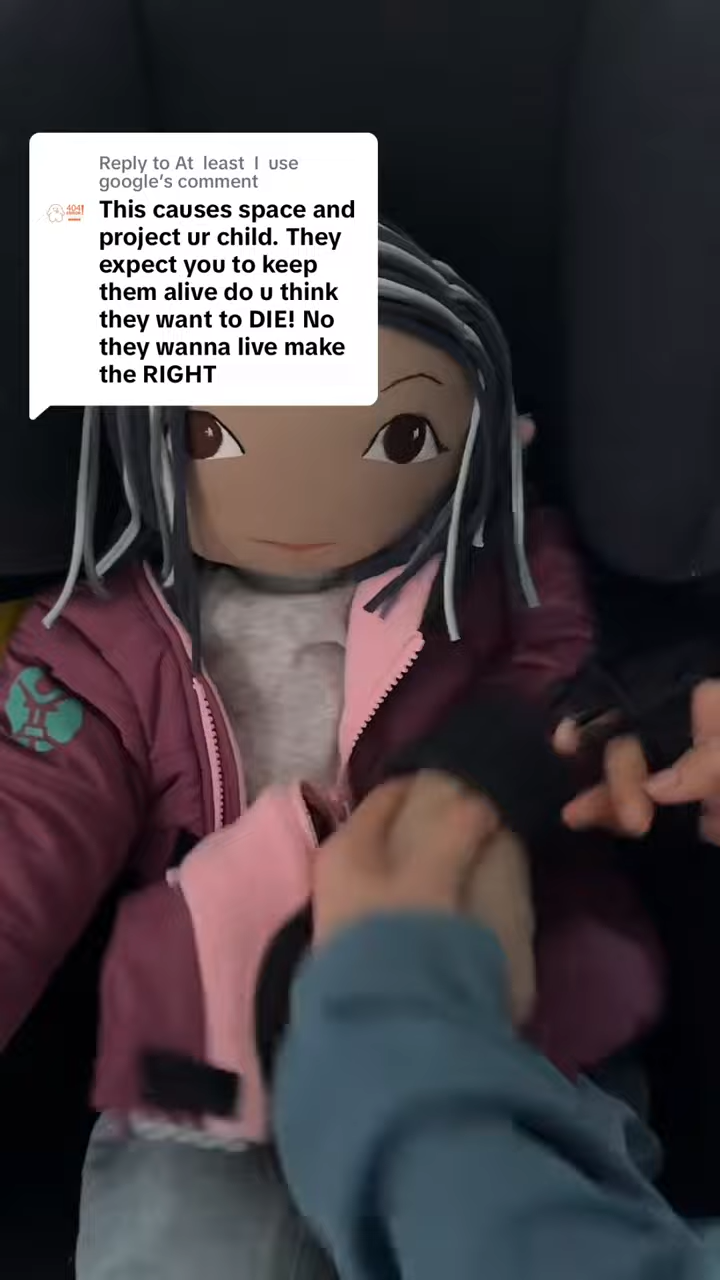 Reply to At least I use
google's comment
This causes space and
project ur child. They
expect you to keep
them alive do u think
they want to DIE! No
they wanna live make
the RIGHT
404!